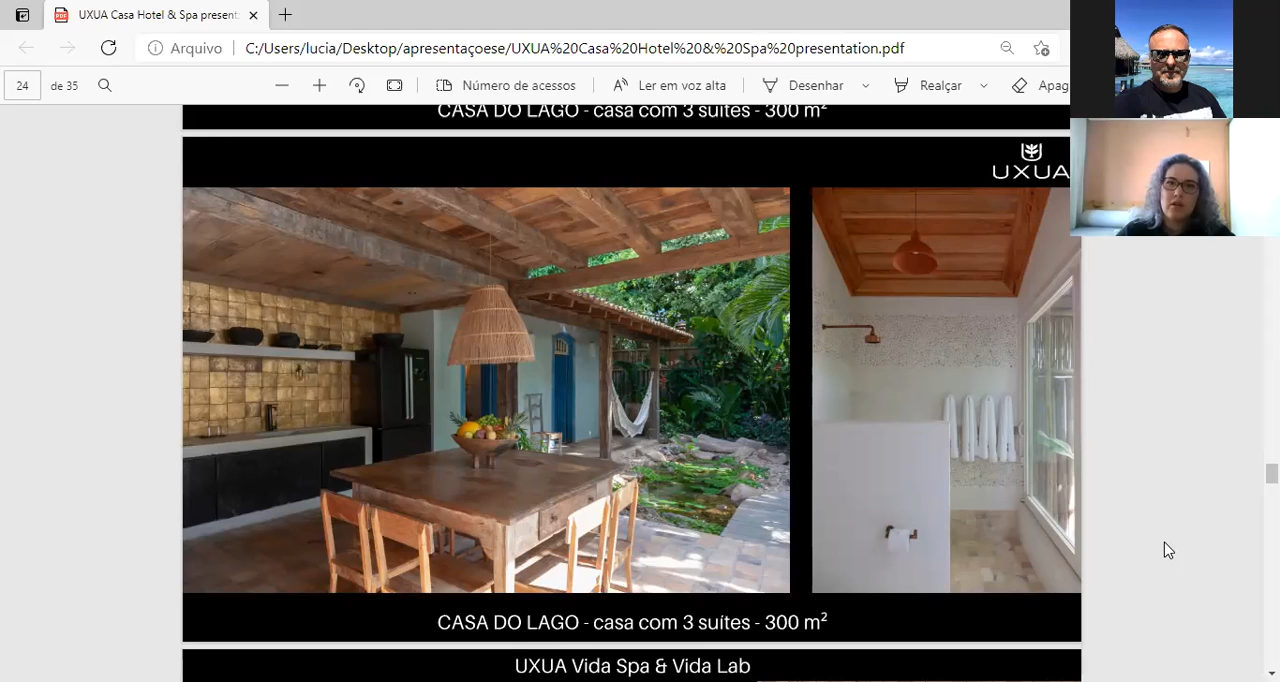 UXUA Casa Hotel & Spa present
Arquivo
C:/Users/lucia/Desktop/apresentaçoese/UXUA%20Casa%20Hotel%20&%20Spa%20presentation.pdf
24
de 35
Número de acessos
A
Ler em voz alta
Desenhar
Realçar
Apag
CASA DO LAGO - casa com 3 suítes - 300 m²
UXUA
CASA DO LAGO - casa com 3 suítes - 300 m²
UXUA Vida Spa & Vida Lab